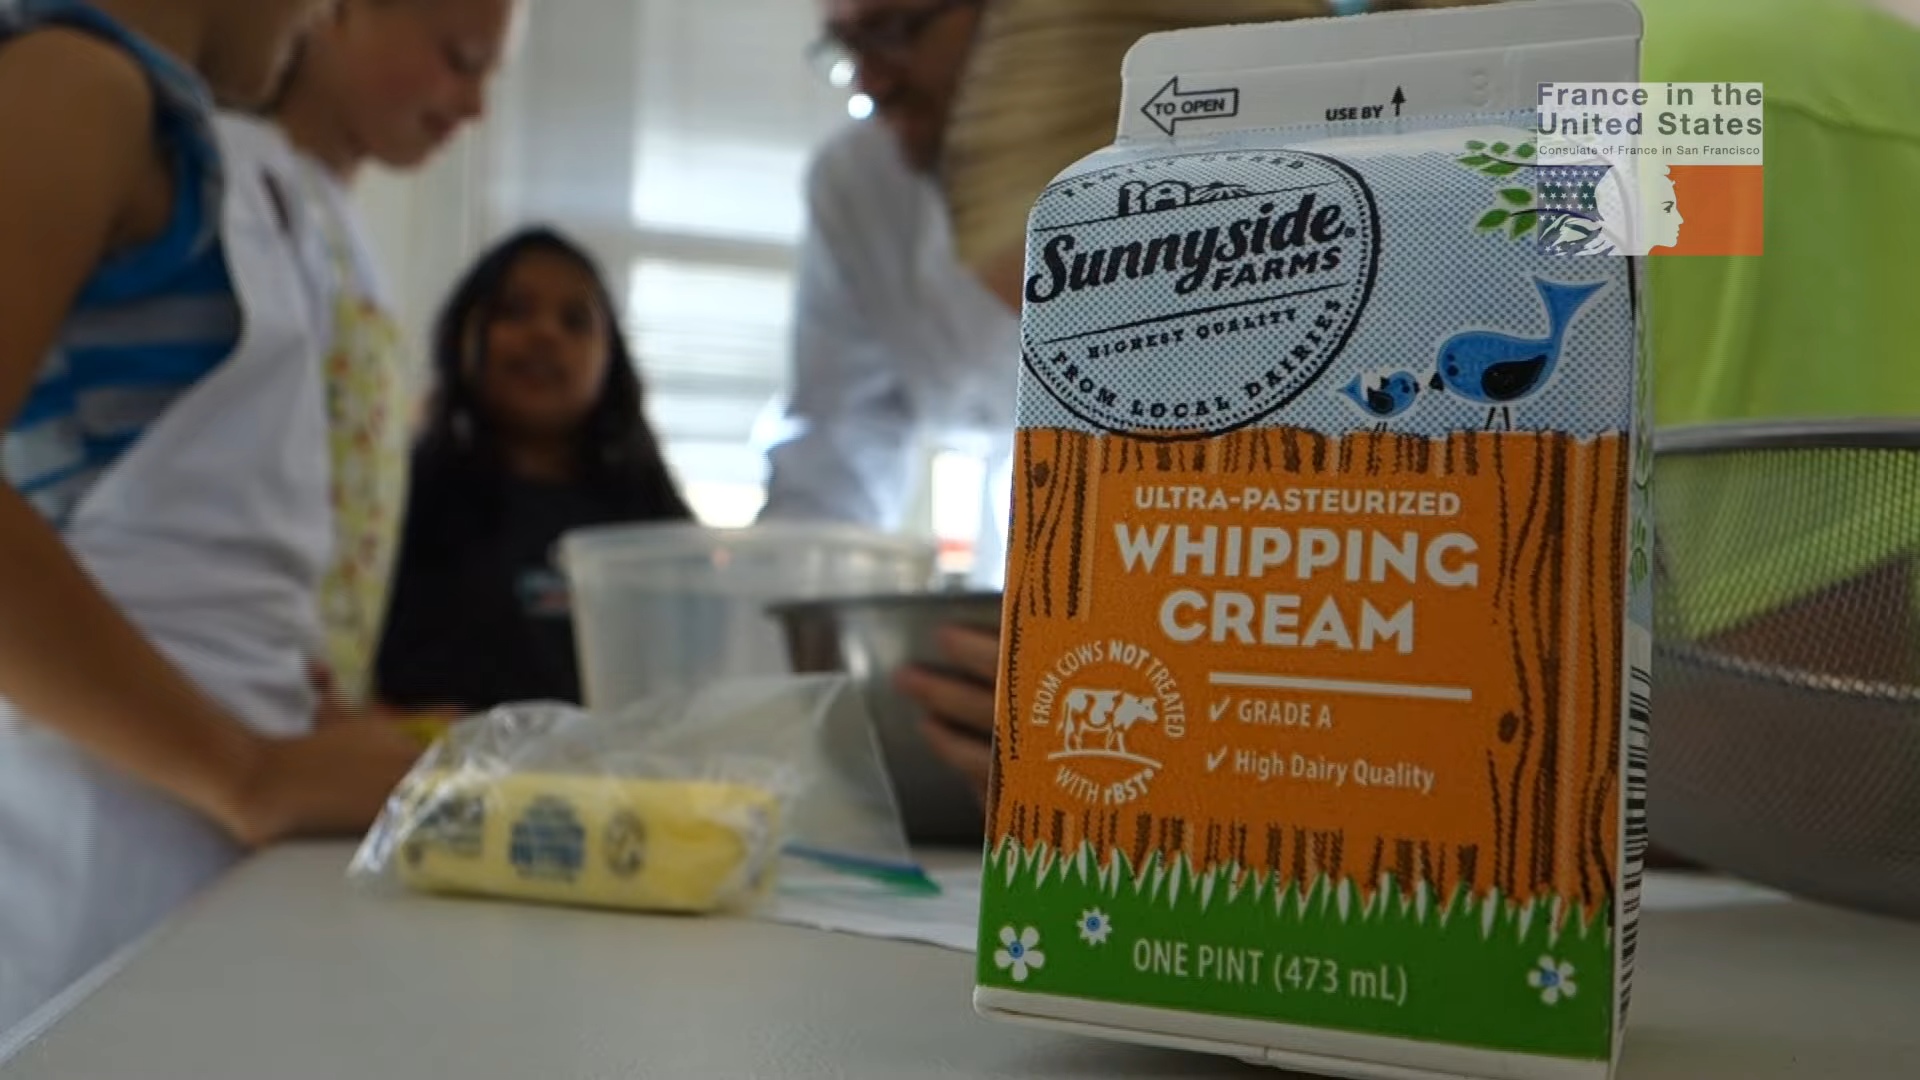 TO OPEN
USE BY
France in the
United States
Consulate of France in San Francisco
Sunnyside
FARMS
HIGHEST QUALITY
FROM LOCAL DAIRIES
ULTRA-PASTEURIZED
WHIPPING
CREAM
FROM COWS NOT TREATED
WITH rBST*
✓ GRADE A
✓ High Dairy Quality
ONE PINT (473 mL)